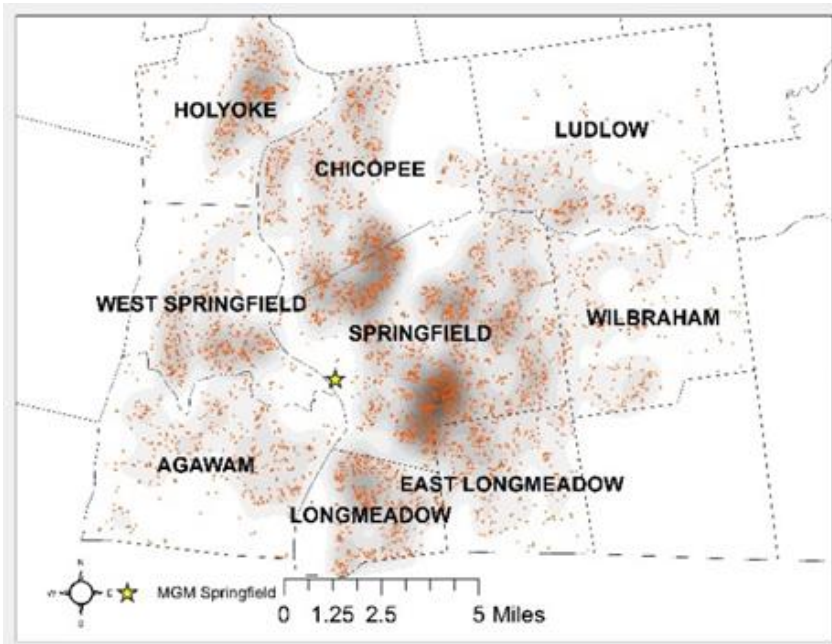 HOLYOKE
LUDLOW
CHICOPEE
WEST SPRINGFIELD
SPRINGFIELD
WILBRAHAM
AGAWAM
EAST LONGMEADOW
LONGMEADOW
N
W
E
S
MGM Springfield
0 1.25 2.5 5 Miles